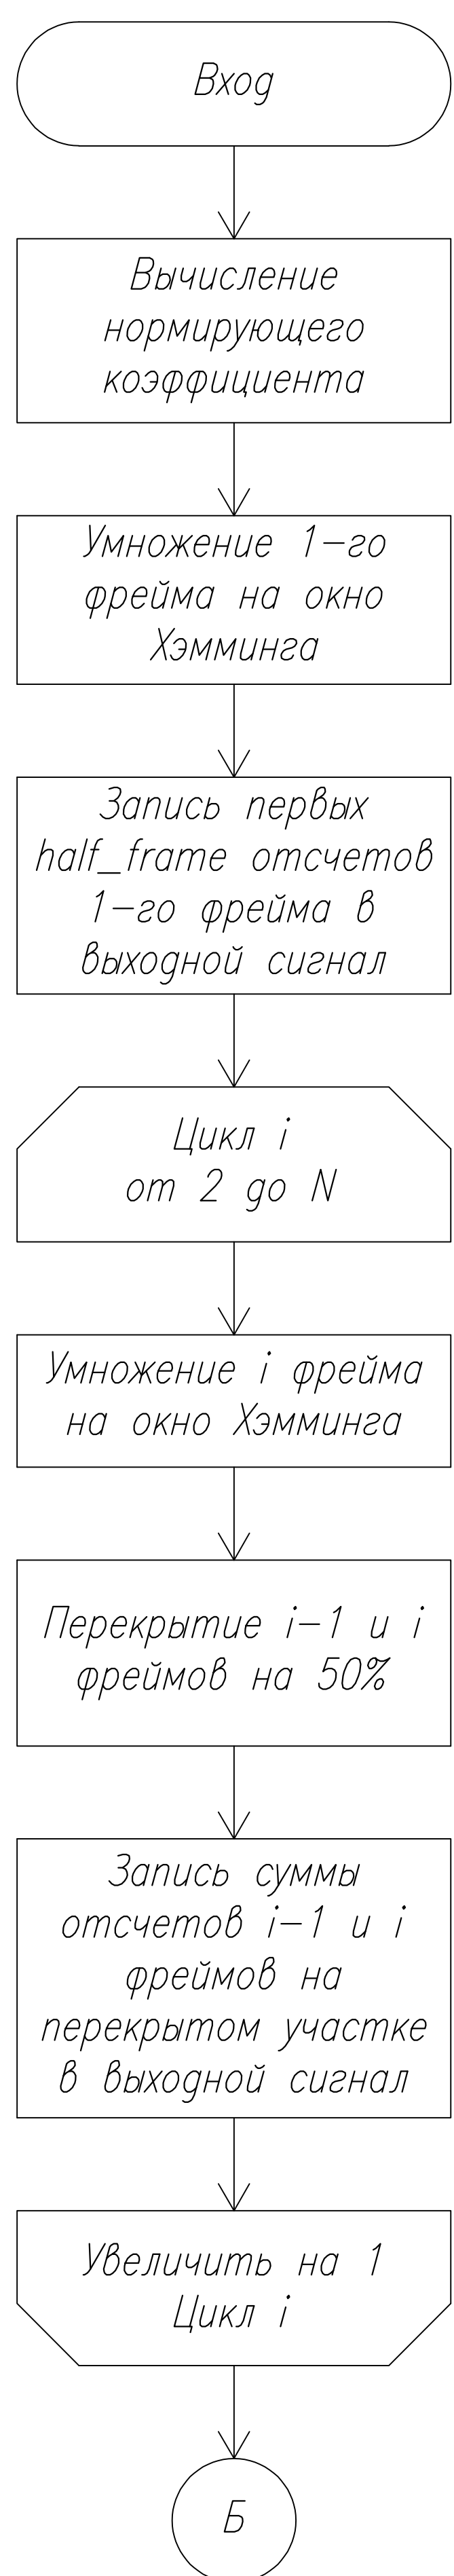 Вход
Вычисление
нормирующего
коэффициента
Умножение 1-го
фрейма на окно
Хэмминга
Запись первых
half_frame отсчетов
1-го фрейма в
выходной сигнал
Цикл i
от 2 до N
Умножение i фрейма
на окно Хэмминга
Перекрытие i-1 и i
фреймов на 50%
Запись суммы
отсчетов i-1 и i
фреймов на
перекрытом участке
в выходной сигнал
Увеличить на 1
Цикл i
Б